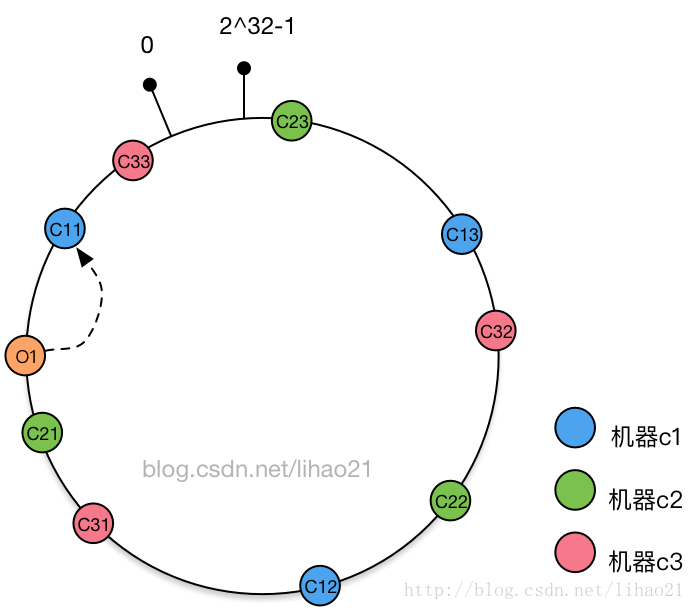 0
2^32-1
C23
C33
C11
C13
C32
O1
C21
机器c1
blog.csdn.net/lihao21
C22
机器c2
C31
机器c3
C12
http://blog.csdn.net/lihao21